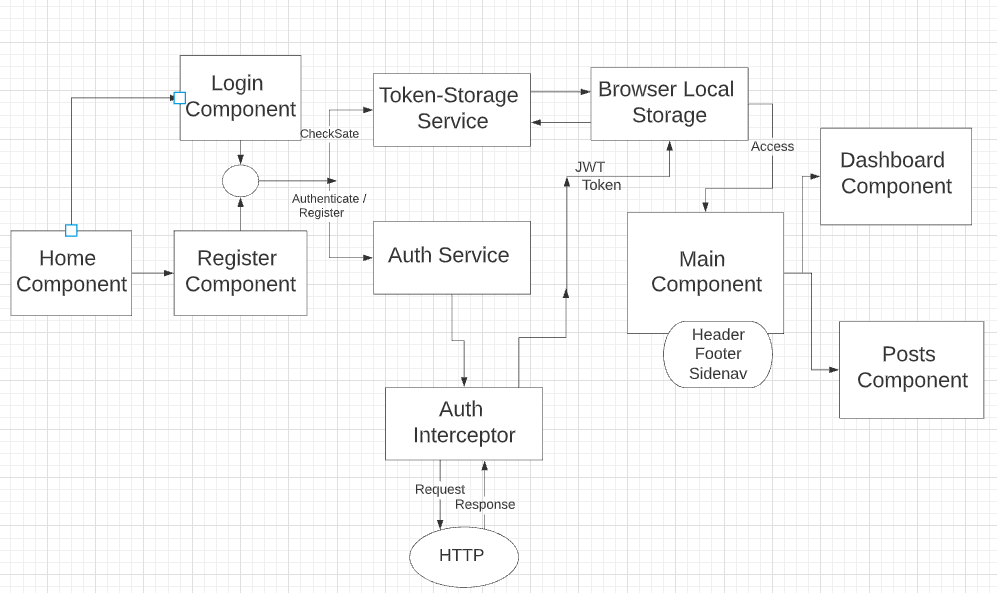 Login
Component
Token-Storage
Service
Browser Local
Storage
CheckSate
Access
JWT
Token
Dashboard
Component
Authenticate /
Register
Home
Component
Register
Component
Auth Service
Main
Component
Header
Footer
Sidenav
Posts
Component
Auth
Interceptor
Request
Response
HTTP